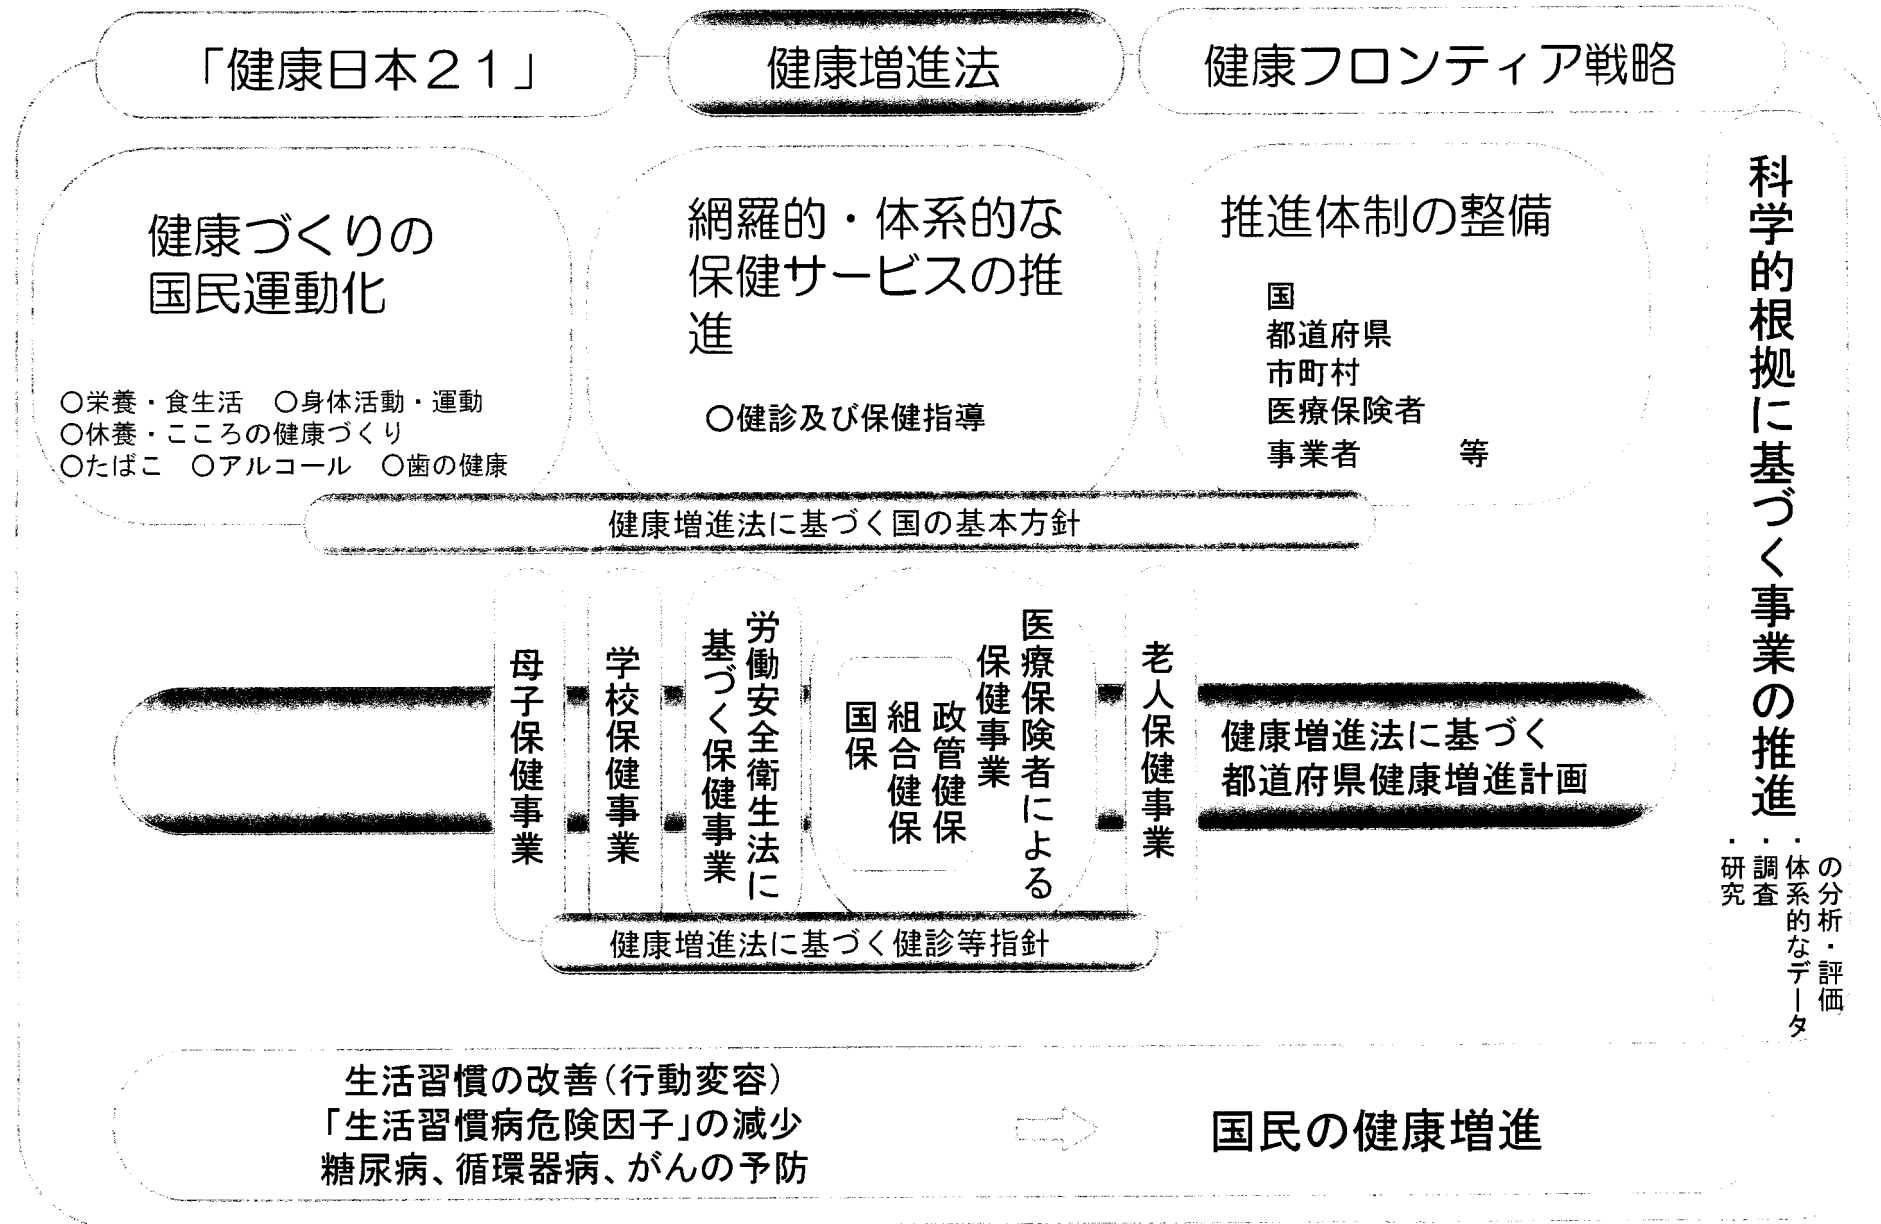 「健康日本２１」
健康増進法
健康フロンティア戦略
健康づくりの
国民運動化
○栄養・食生活　○身体活動・運動
○休養・こころの健康づくり
○たばこ　○アルコール　○歯の健康
網羅的・体系的な
保健サービスの推
進
○健診及び保健指導
推進体制の整備
国
都道府県
市町村
医療保険者
事業者　　　等
健康増進法に基づく国の基本方針
母子保健事業
学校保健事業
労働安全衛生法に
基づく保健事業
医療保険者による
保健事業
政管健保
組合健保
国保
老人保健事業
健康増進法に基づく
都道府県健康増進計画
健康増進法に基づく健診等指針
科学的根拠に基づく事業の推進
・体系的なデータ
の分析・評価
・調査
・研究
生活習慣の改善（行動変容）
「生活習慣病危険因子」の減少
糖尿病、循環器病、がんの予防
国民の健康増進